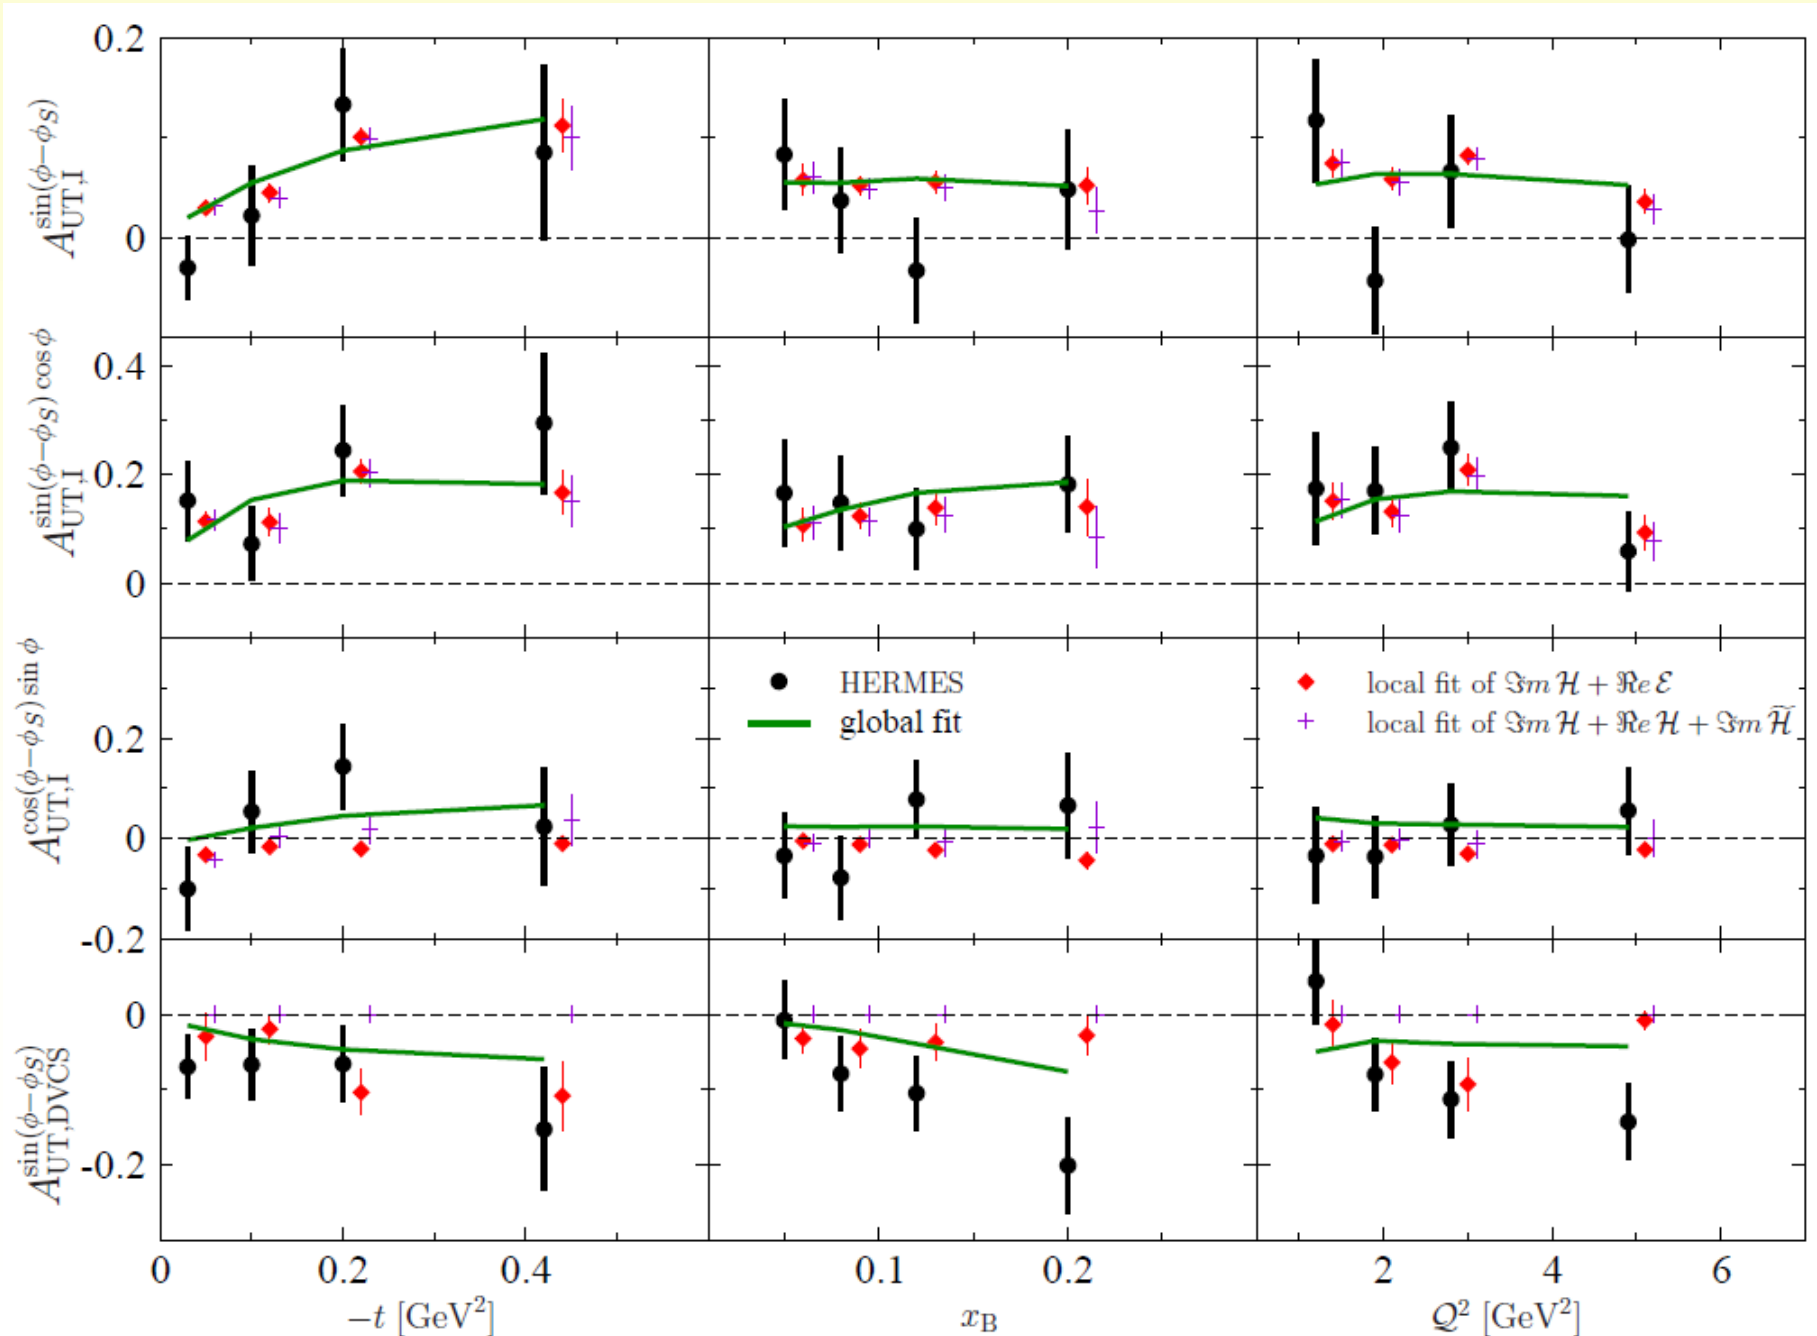 0.2
0
A_{UT,I}^{sin(ϕ−ϕ_S)}
0.4
0.2
0
A_{UT,I}^{sin(ϕ−ϕ_S) cos ϕ}
HERMES
global fit
local fit of ℑm ℋ + ℜe ℰ
local fit of ℑm ℋ + ℜe ℋ + ℑm ℋ̃
0.2
0
-0.2
A_{UT,I}^{cos(ϕ−ϕ_S) sin ϕ}
0
-0.2
A_{UT,DVCS}^{sin(ϕ−ϕ_S)}
0 0.2 0.4 0.1 0.2 2 4 6
−t [GeV²] x_B 𝒬² [GeV²]